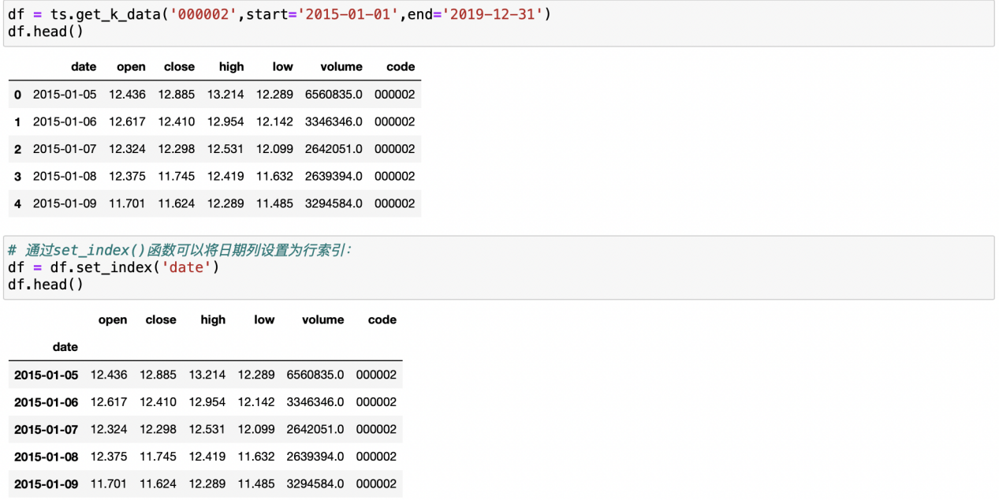 df = ts.get_k_data('000002',start='2015-01-01',end='2019-12-31')
df.head()
date open close high low volume code
0 2015-01-05 12.436 12.885 13.214 12.289 6560835.0 000002
1 2015-01-06 12.617 12.410 12.954 12.142 3346346.0 000002
2 2015-01-07 12.324 12.298 12.531 12.099 2642051.0 000002
3 2015-01-08 12.375 11.745 12.419 11.632 2639394.0 000002
4 2015-01-09 11.701 11.624 12.289 11.485 3294584.0 000002
# 通过set_index()函数可以将日期列设置为行索引：
df = df.set_index('date')
df.head()
open close high low volume code
date
2015-01-05 12.436 12.885 13.214 12.289 6560835.0 000002
2015-01-06 12.617 12.410 12.954 12.142 3346346.0 000002
2015-01-07 12.324 12.298 12.531 12.099 2642051.0 000002
2015-01-08 12.375 11.745 12.419 11.632 2639394.0 000002
2015-01-09 11.701 11.624 12.289 11.485 3294584.0 000002